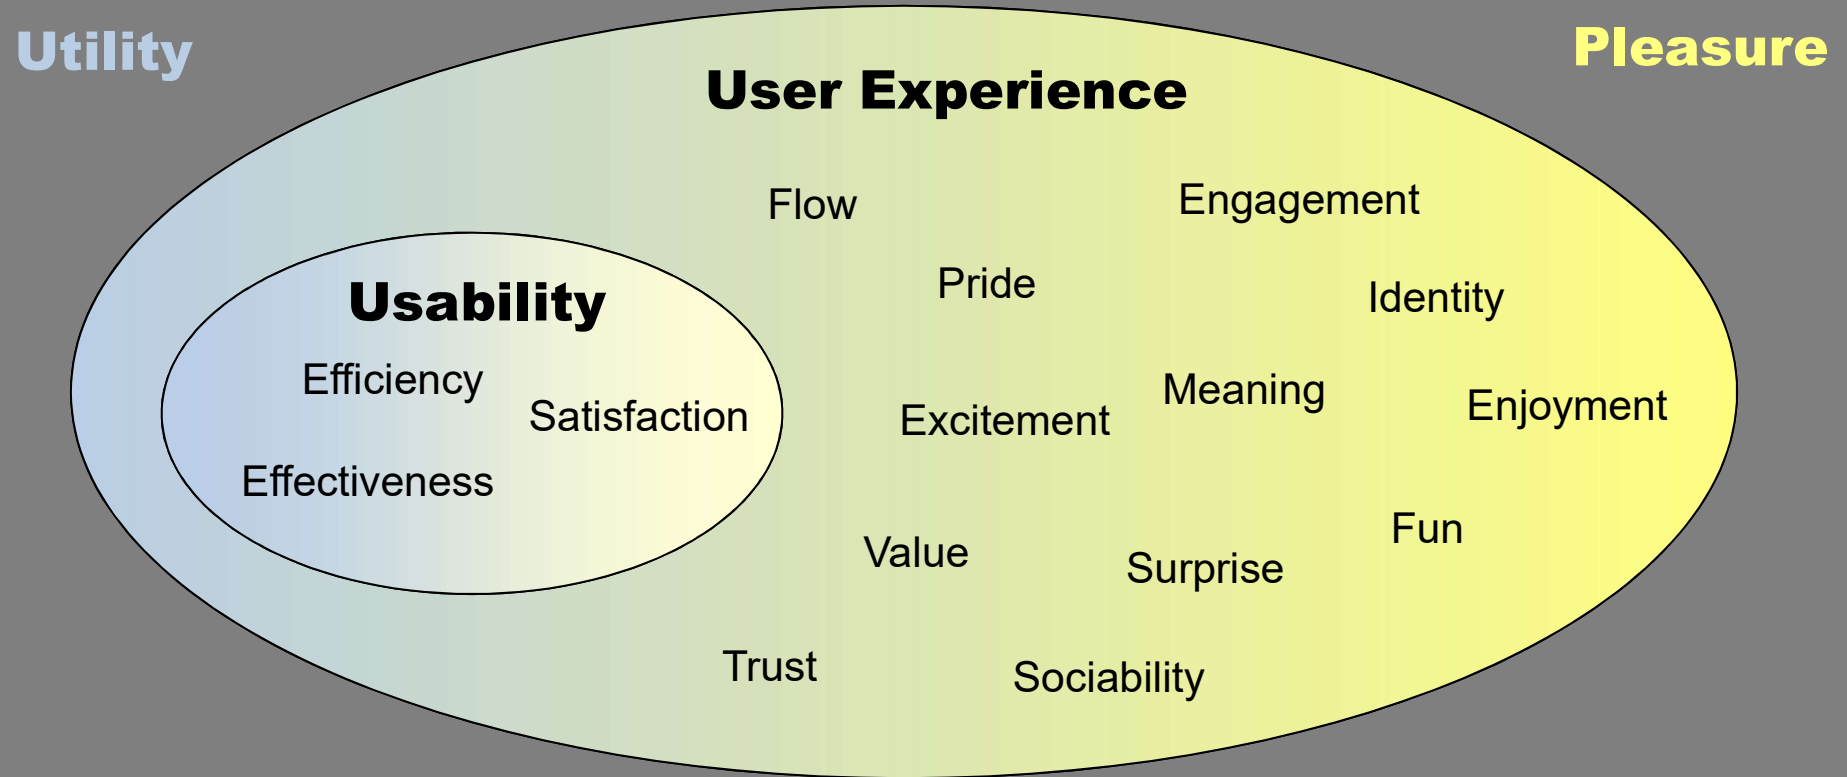 Utility
Pleasure
User Experience
Flow
Engagement
Pride
Identity
Usability
Efficiency
Satisfaction
Effectiveness
Meaning
Excitement
Enjoyment
Value
Surprise
Fun
Trust
Sociability